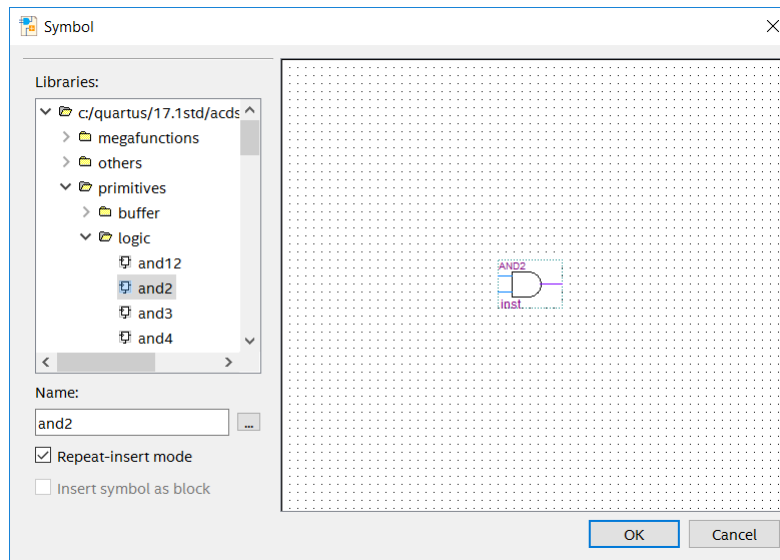 Symbol
Libraries:
c:/quartus/17.1std/acds
megafunctions
others
primitives
buffer
logic
and12
and2
and3
and4
Name:
and2
...
Repeat-insert mode
Insert symbol as block
AND2
inst
OK
Cancel